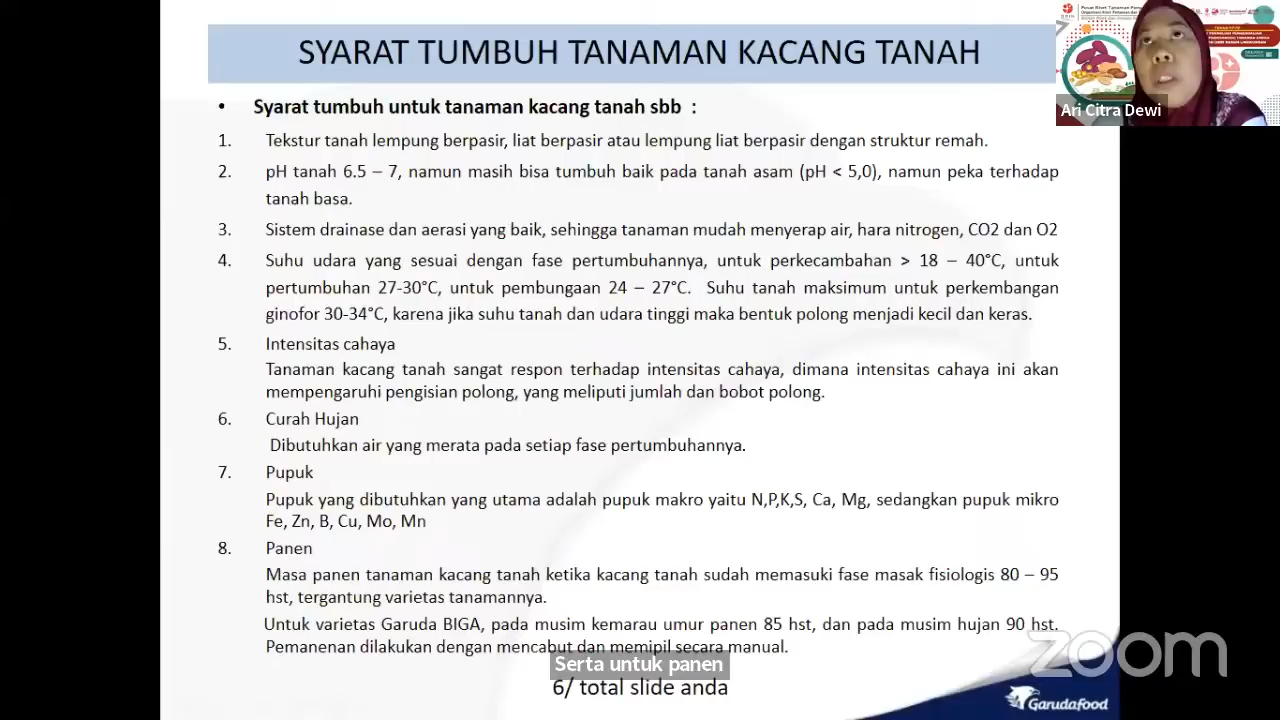 SYARAT TUMBUH TANAMAN KACANG TANAH
• Syarat tumbuh untuk tanaman kacang tanah sbb :
1. Tekstur tanah lempung berpasir, liat berpasir atau lempung liat berpasir dengan struktur remah.
2. pH tanah 6.5 – 7, namun masih bisa tumbuh baik pada tanah asam (pH < 5,0), namun peka terhadap
tanah basa.
3. Sistem drainase dan aerasi yang baik, sehingga tanaman mudah menyerap air, hara nitrogen, CO2 dan O2
4. Suhu udara yang sesuai dengan fase pertumbuhannya, untuk perkecambahan > 18 – 40°C, untuk
pertumbuhan 27-30°C, untuk pembungaan 24 – 27°C. Suhu tanah maksimum untuk perkembangan
ginofor 30-34°C, karena jika suhu tanah dan udara tinggi maka bentuk polong menjadi kecil dan keras.
5. Intensitas cahaya
Tanaman kacang tanah sangat respon terhadap intensitas cahaya, dimana intensitas cahaya ini akan
mempengaruhi pengisian polong, yang meliputi jumlah dan bobot polong.
6. Curah Hujan
Dibutuhkan air yang merata pada setiap fase pertumbuhannya.
7. Pupuk
Pupuk yang dibutuhkan yang utama adalah pupuk makro yaitu N,P,K,S, Ca, Mg, sedangkan pupuk mikro
Fe, Zn, B, Cu, Mo, Mn
8. Panen
Masa panen tanaman kacang tanah ketika kacang tanah sudah memasuki fase masak fisiologis 80 – 95
hst, tergantung varietas tanamannya.
Untuk varietas Garuda BIGA, pada musim kemarau umur panen 85 hst, dan pada musim hujan 90 hst.
Pemanenan dilakukan dengan mencabut dan memipil secara manual.
Serta untuk panen
6/ total slide anda
Ari Citra Dewi
zoom
Garudafood